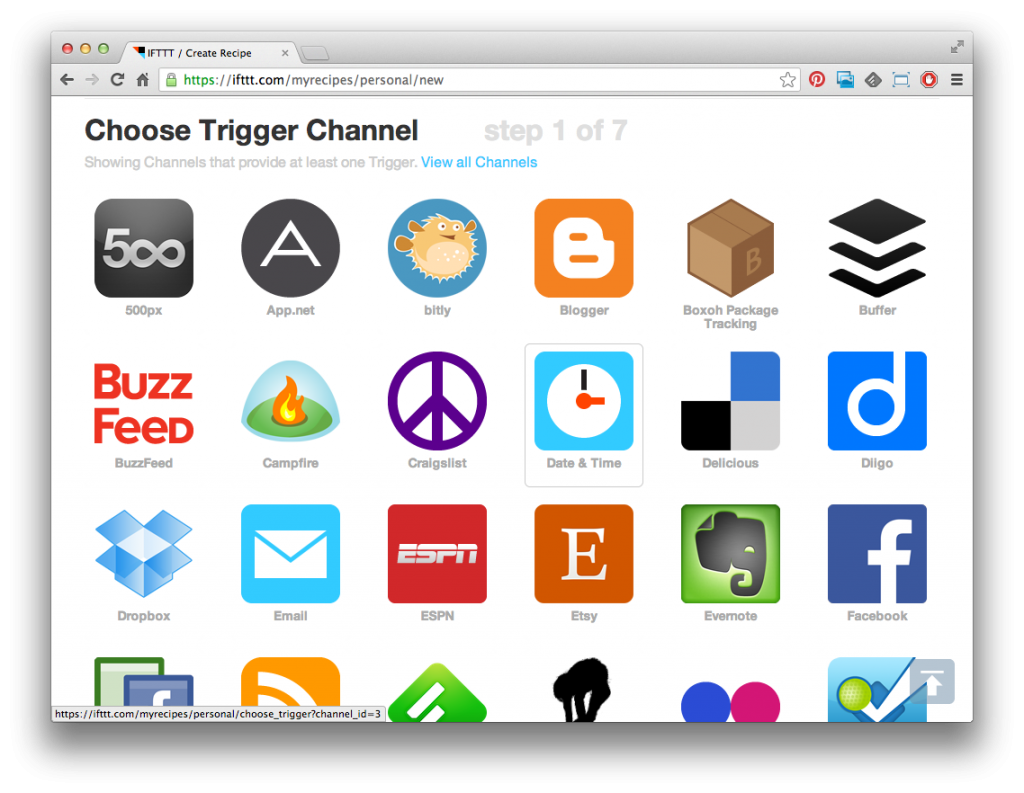 IFTTT / Create Recipe
https://ifttt.com/myrecipes/personal/new
Choose Trigger Channel step 1 of 7
Showing Channels that provide at least one Trigger. View all Channels
500
500px
A
App.net
bitly
B
Blogger
B
Boxoh Package
Tracking
Buffer
BUZZ
FEED
BuzzFeed
Campfire
Craigslist
Date & Time
Delicious
d
Diigo
Dropbox
Email
ESPN
ESPN
E
Etsy
Evernote
f
Facebook
f
https://ifttt.com/myrecipes/personal/choose_trigger?channel_id=3